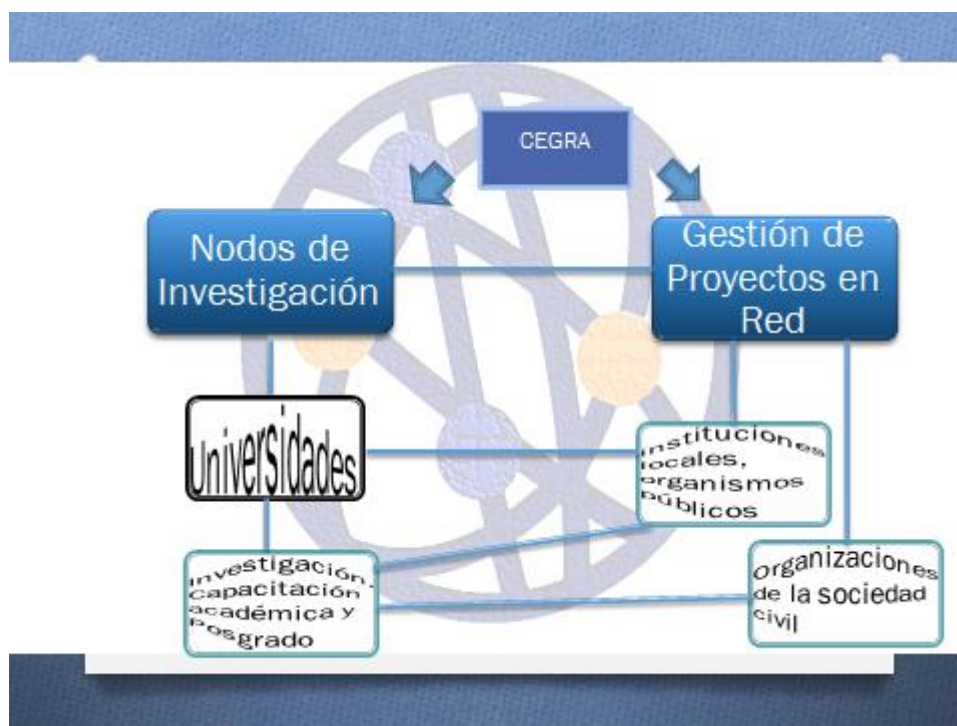 CEGRA
Nodos de
Investigación
Gestión de
Proyectos en
Red
Universidades
Instituciones
locales,
organismos
públicos
Investigación,
capacitación
académica y
Posgrado
Organizaciones
de la sociedad
civil